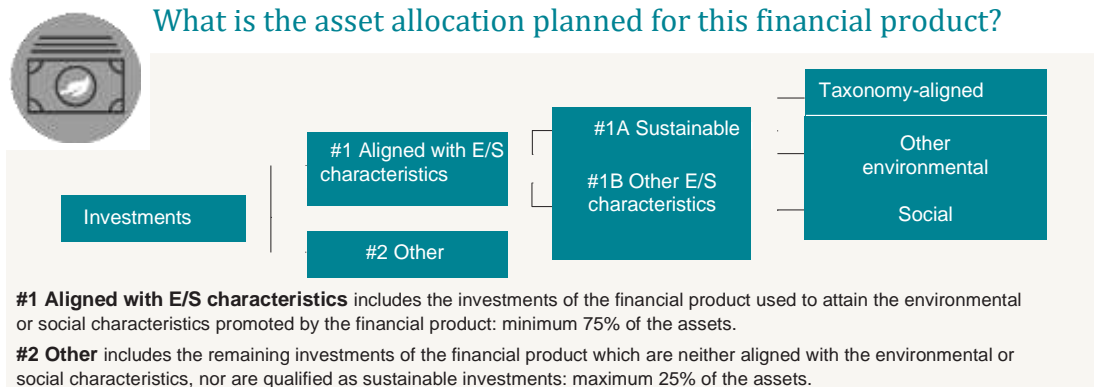 What is the asset allocation planned for this financial product?
Investments
#1 Aligned with E/S
characteristics
#2 Other
#1A Sustainable
#1B Other E/S
characteristics
Taxonomy-aligned
Other
environmental
Social
#1 Aligned with E/S characteristics includes the investments of the financial product used to attain the environmental
or social characteristics promoted by the financial product: minimum 75% of the assets.
#2 Other includes the remaining investments of the financial product which are neither aligned with the environmental or
social characteristics, nor are qualified as sustainable investments: maximum 25% of the assets.